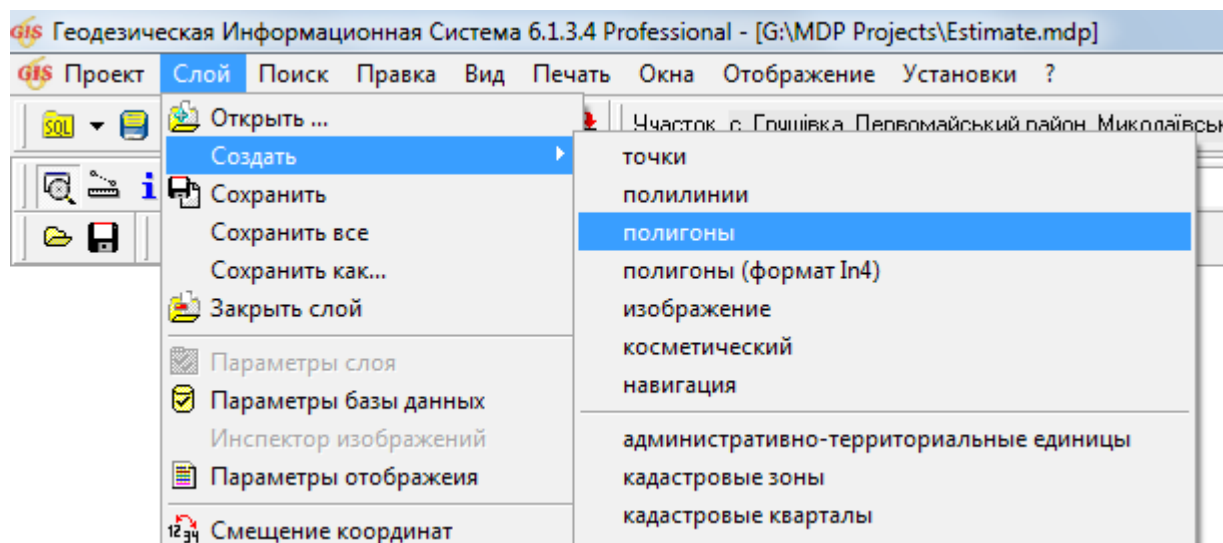 GIS Геодезическая Информационная Система 6.1.3.4 Professional - [G:\MDP Projects\Estimate.mdp]
GIS Проект Слой Поиск Правка Вид Печать Окна Отображение Установки ?
SQL
Участок с. Грушівка Первомайський район Миколаївськ
Открыть ...
Создать
Сохранить
Сохранить все
Сохранить как...
Закрыть слой
Параметры слоя
Параметры базы данных
Инспектор изображений
Параметры отображеия
1234 Смещение координат
точки
полилинии
полигоны
полигоны (формат In4)
изображение
косметический
навигация
административно-территориальные единицы
кадастровые зоны
кадастровые кварталы